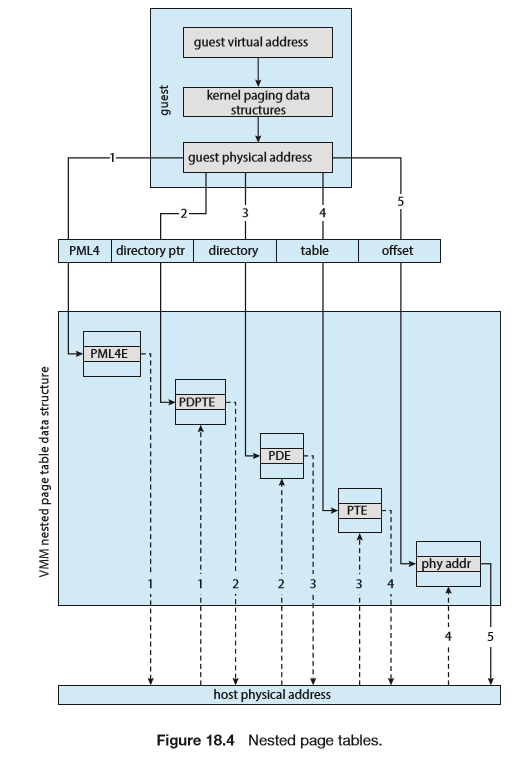 guest virtual address
guest
kernel paging data
structures
guest physical address
1
2
3
4
5
PML4
directory ptr
directory
table
offset
VMM nested page table data structure
PML4E
PDPTE
PDE
PTE
phy addr
1
1
2
2
3
3
4
4
5
host physical address
Figure 18.4 Nested page tables.